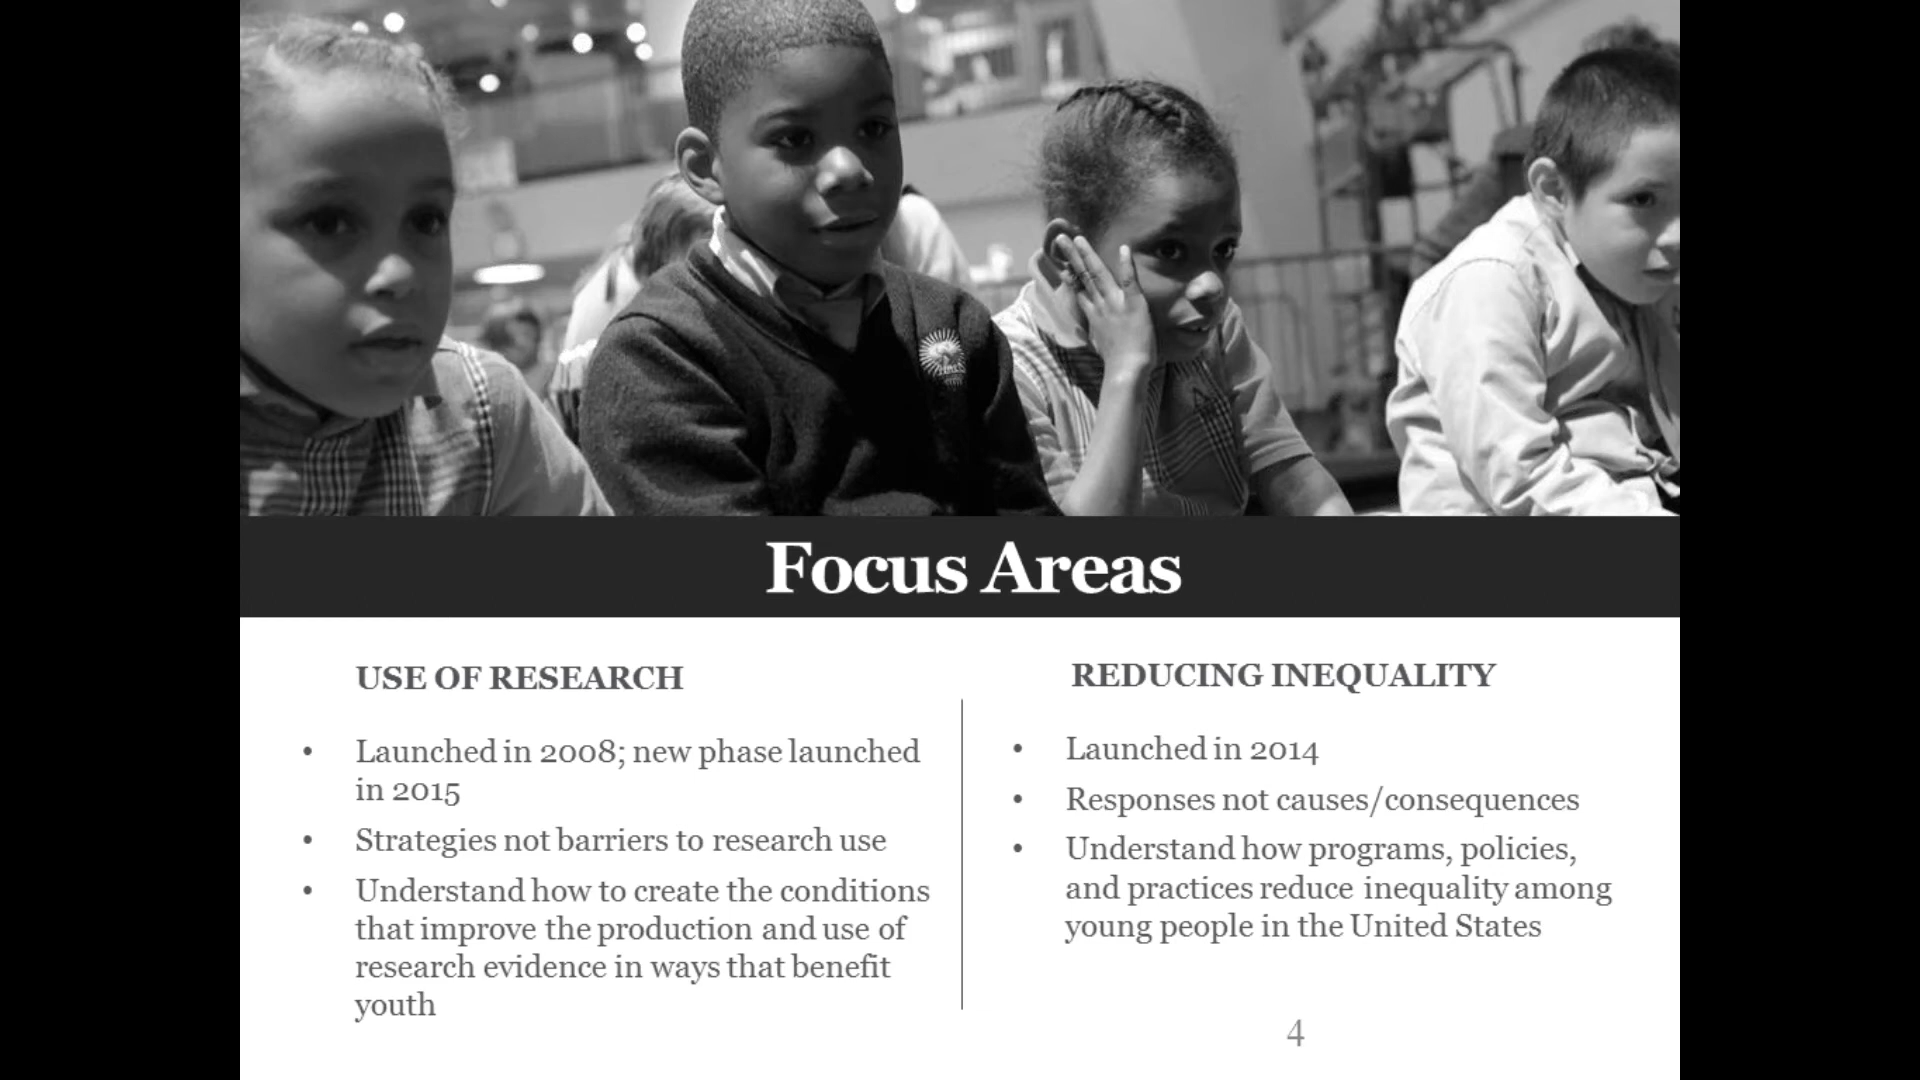 Focus Areas
USE OF RESEARCH
• Launched in 2008; new phase launched
in 2015
• Strategies not barriers to research use
• Understand how to create the conditions
that improve the production and use of
research evidence in ways that benefit
youth
REDUCING INEQUALITY
• Launched in 2014
• Responses not causes/consequences
• Understand how programs, policies,
and practices reduce inequality among
young people in the United States
4